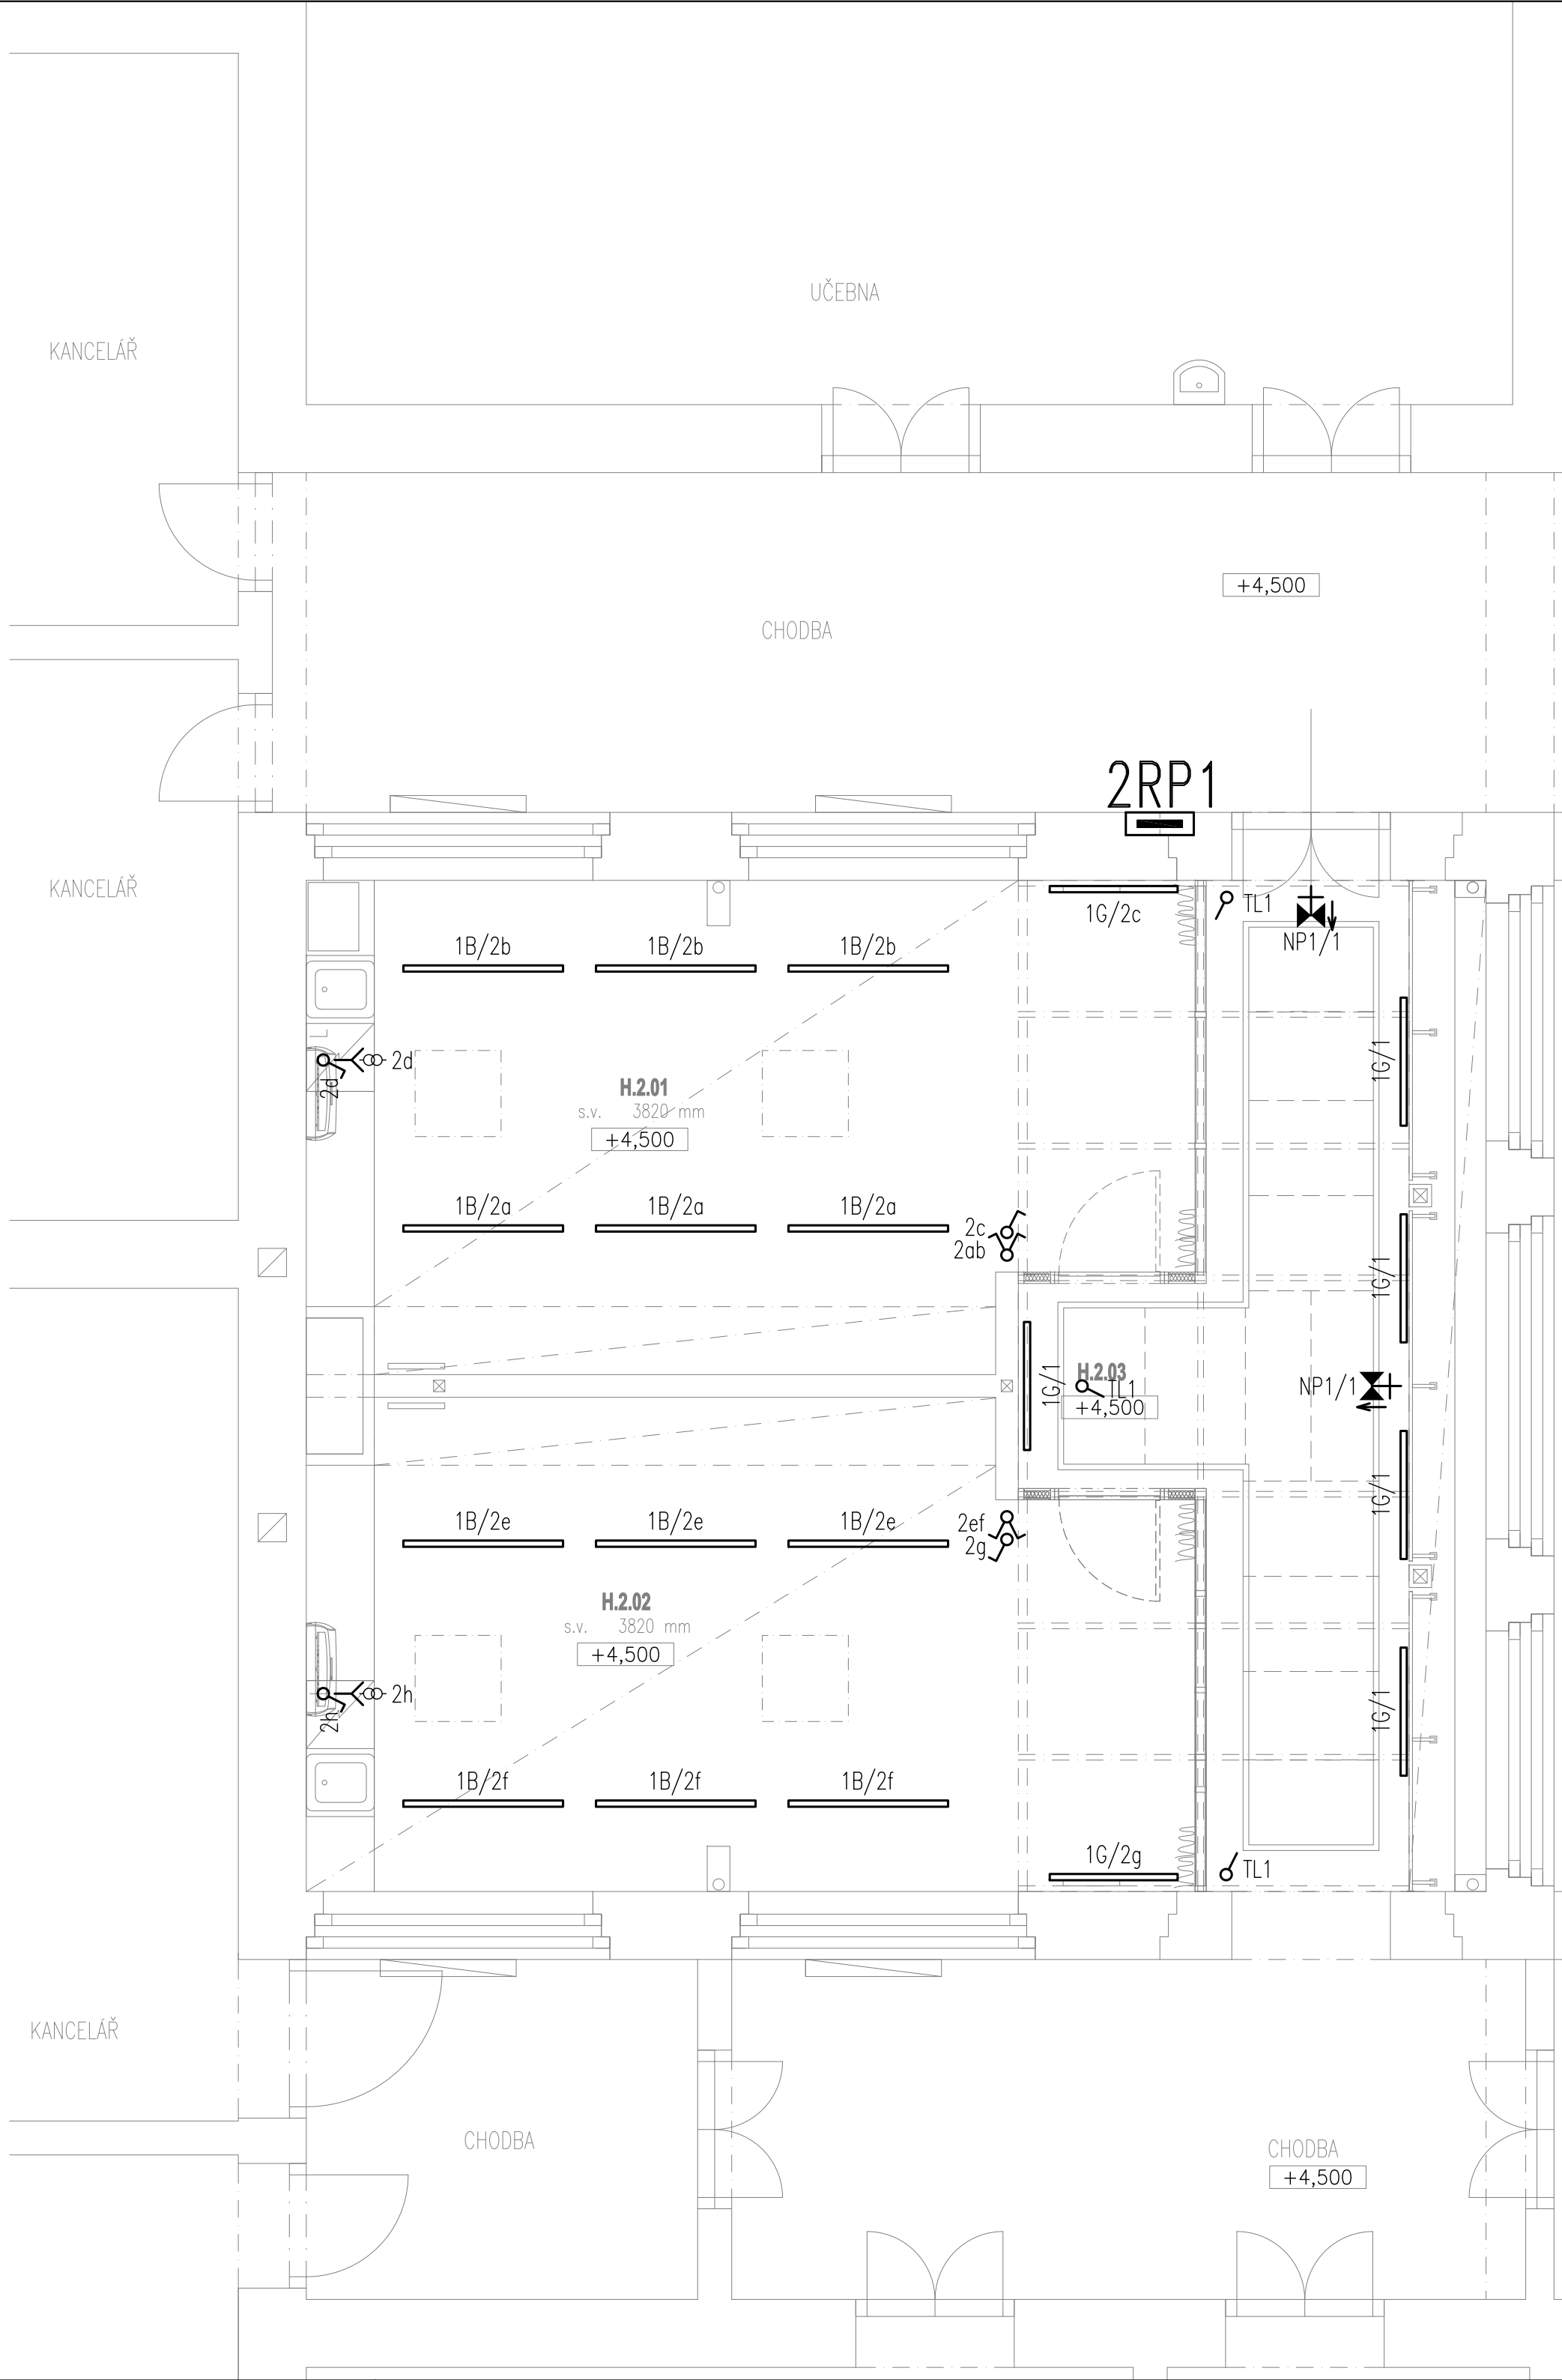 UČEBNA
KANCELÁŘ
+4,500
CHODBA
2RP1
KANCELÁŘ
TL1
1G/2c
NP1/1
1B/2b 1B/2b 1B/2b
2d
2d
1G/1
H.2.01
s.v. 3820 mm
+4,500
1B/2a 1B/2a 1B/2a
2c
2ab
1G/1
1G/1
H.2.03
TL1
+4,500
NP1/1
1G/1
1B/2e 1B/2e 1B/2e
2ef
2g
H.2.02
s.v. 3820 mm
+4,500
2h
2h
1G/1
1B/2f 1B/2f 1B/2f
1G/2g
TL1
KANCELÁŘ
CHODBA
CHODBA
+4,500